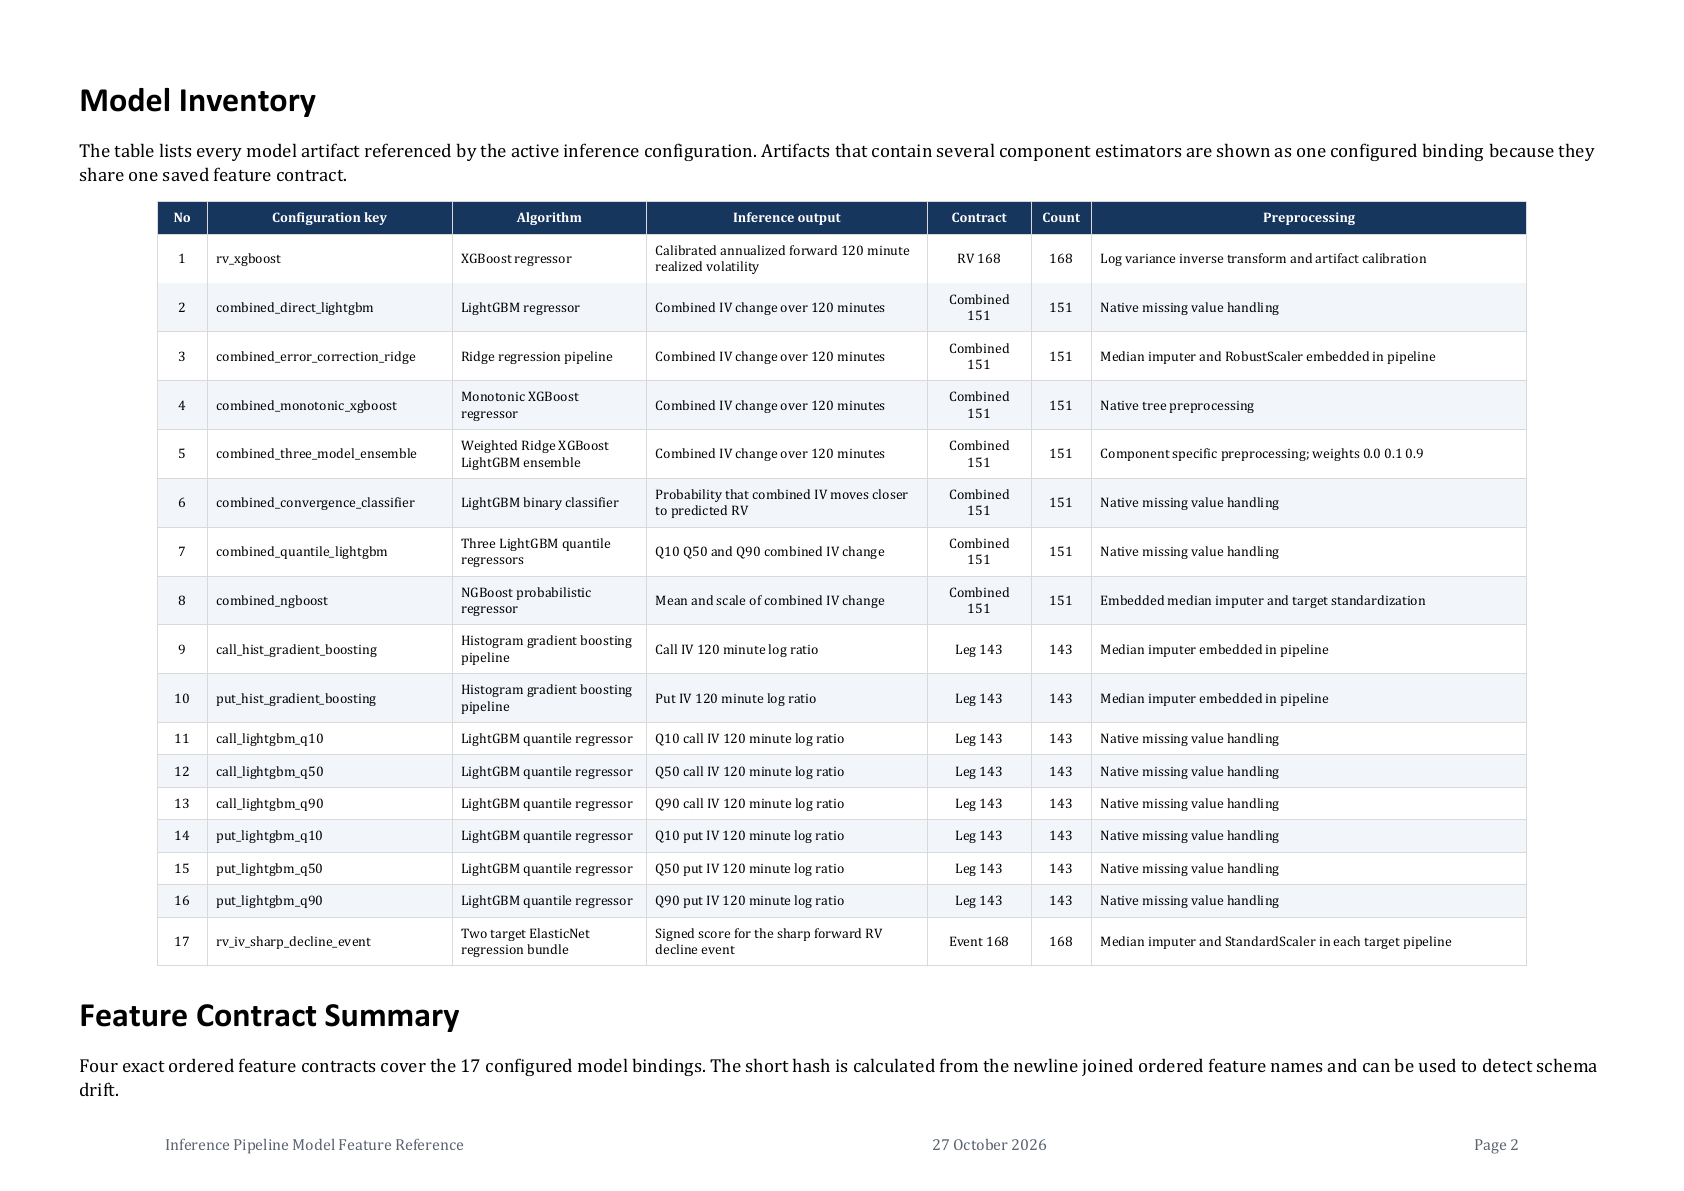 Model Inventory
The table lists every model artifact referenced by the active inference configuration. Artifacts that contain several component estimators are shown as one configured binding because they
share one saved feature contract.
No Configuration key Algorithm Inference output Contract Count Preprocessing
1 rv_xgboost XGBoost regressor Calibrated annualized forward 120 minute realized volatility RV 168 168 Log variance inverse transform and artifact calibration
2 combined_direct_lightgbm LightGBM regressor Combined IV change over 120 minutes Combined 151 151 Native missing value handling
3 combined_error_correction_ridge Ridge regression pipeline Combined IV change over 120 minutes Combined 151 151 Median imputer and RobustScaler embedded in pipeline
4 combined_monotonic_xgboost Monotonic XGBoost regressor Combined IV change over 120 minutes Combined 151 151 Native tree preprocessing
5 combined_three_model_ensemble Weighted Ridge XGBoost LightGBM ensemble Combined IV change over 120 minutes Combined 151 151 Component specific preprocessing; weights 0.0 0.1 0.9
6 combined_convergence_classifier LightGBM binary classifier Probability that combined IV moves closer to predicted RV Combined 151 151 Native missing value handling
7 combined_quantile_lightgbm Three LightGBM quantile regressors Q10 Q50 and Q90 combined IV change Combined 151 151 Native missing value handling
8 combined_ngboost NGBoost probabilistic regressor Mean and scale of combined IV change Combined 151 151 Embedded median imputer and target standardization
9 call_hist_gradient_boosting Histogram gradient boosting pipeline Call IV 120 minute log ratio Leg 143 143 Median imputer embedded in pipeline
10 put_hist_gradient_boosting Histogram gradient boosting pipeline Put IV 120 minute log ratio Leg 143 143 Median imputer embedded in pipeline
11 call_lightgbm_q10 LightGBM quantile regressor Q10 call IV 120 minute log ratio Leg 143 143 Native missing value handling
12 call_lightgbm_q50 LightGBM quantile regressor Q50 call IV 120 minute log ratio Leg 143 143 Native missing value handling
13 call_lightgbm_q90 LightGBM quantile regressor Q90 call IV 120 minute log ratio Leg 143 143 Native missing value handling
14 put_lightgbm_q10 LightGBM quantile regressor Q10 put IV 120 minute log ratio Leg 143 143 Native missing value handling
15 put_lightgbm_q50 LightGBM quantile regressor Q50 put IV 120 minute log ratio Leg 143 143 Native missing value handling
16 put_lightgbm_q90 LightGBM quantile regressor Q90 put IV 120 minute log ratio Leg 143 143 Native missing value handling
17 rv_iv_sharp_decline_event Two target ElasticNet regression bundle Signed score for the sharp forward RV decline event Event 168 168 Median imputer and StandardScaler in each target pipeline
Feature Contract Summary
Four exact ordered feature contracts cover the 17 configured model bindings. The short hash is calculated from the newline joined ordered feature names and can be used to detect schema
drift.
Inference Pipeline Model Feature Reference 27 October 2026 Page 2